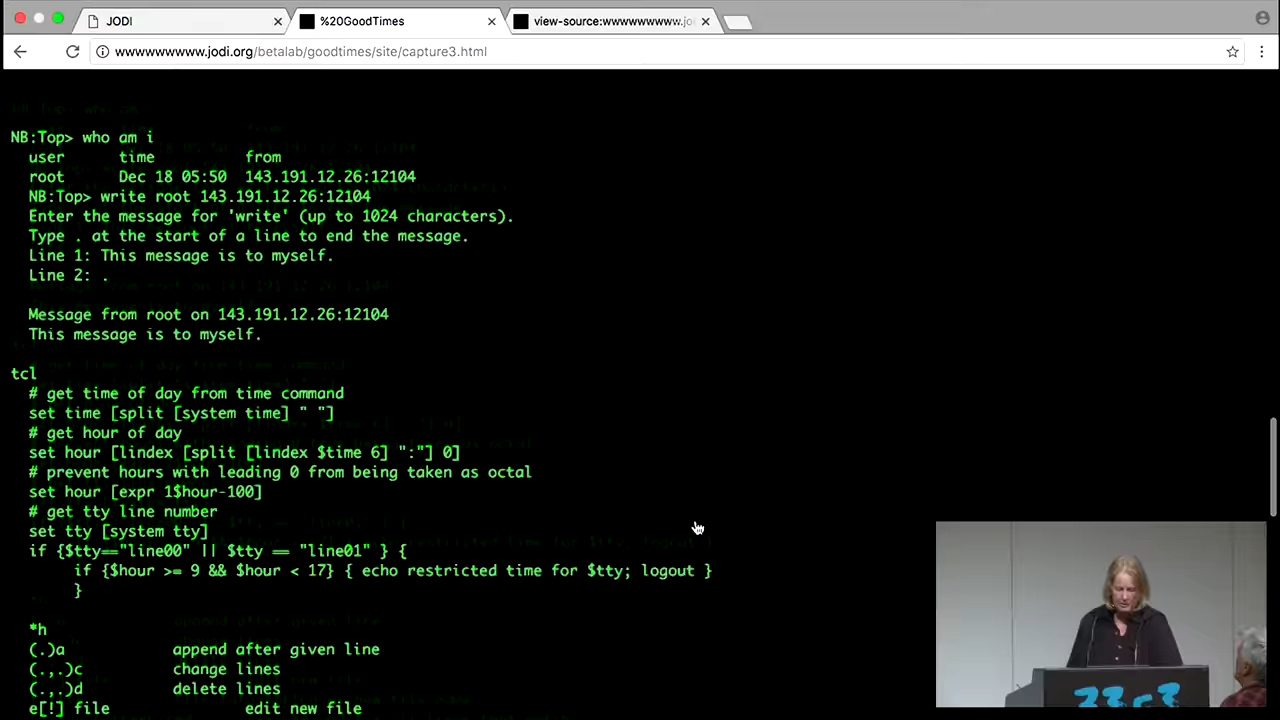 JODI
%20GoodTimes
view-source:wwwwwwwww.jo
wwwwwwwww.jodi.org/betalab/goodtimes/site/capture3.html
NB:Top> who am i
user time from
root Dec 18 05:50 143.191.12.26:12104
NB:Top> write root 143.191.12.26:12104
Enter the message for 'write' (up to 1024 characters).
Type . at the start of a line to end the message.
Line 1: This message is to myself.
Line 2: .
Message from root on 143.191.12.26:12104
This message is to myself.
tcl
# get time of day from time command
set time [split [system time] " "]
# get hour of day
set hour [lindex [split [lindex $time 6] ":"] 0]
# prevent hours with leading 0 from being taken as octal
set hour [expr 1$hour-100]
# get tty line number
set tty [system tty]
if {$tty=="line00" || $tty == "line01" } {
if {$hour >= 9 && $hour < 17} { echo restricted time for $tty; logout }
}
*h
(.)a append after given line
(.,.)c change lines
(.,.)d delete lines
e[!] file edit new file
33c3